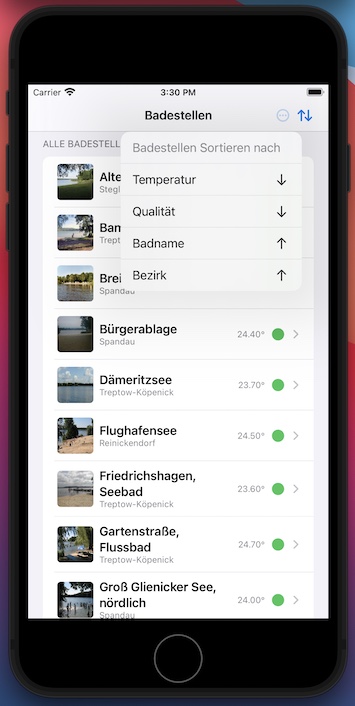 Carrier
3:30 PM
Badestellen
ALLE BADESTELL
Badestellen Sortieren nach
Temperatur
Qualität
Badname
Bezirk
Alte
Stegl
Bam
Trept
Brei
Spandau
Bürgerablage
Spandau
24.40°
Dämeritzsee
Treptow-Köpenick
23.70°
Flughafensee
Reinickendorf
24.50°
Friedrichshagen,
Seebad
Treptow-Köpenick
23.60°
Gartenstraße,
Flussbad
Treptow-Köpenick
24.70°
Groß Glienicker See,
nördlich
Spandau
24.00°